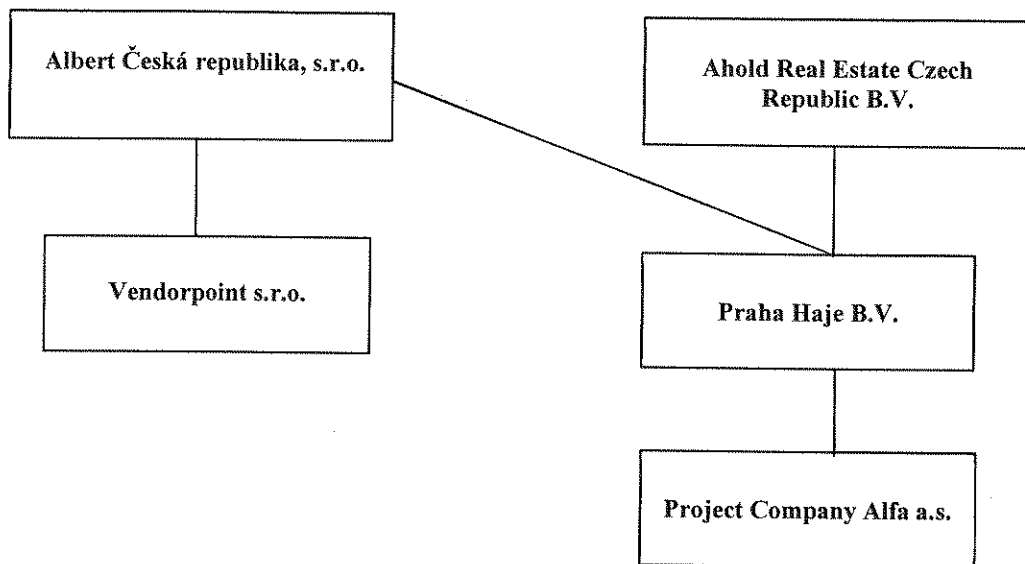 Albert Česká republika, s.r.o.
Ahold Real Estate Czech
Republic B.V.
Vendorpoint s.r.o.
Praha Haje B.V.
Project Company Alfa a.s.